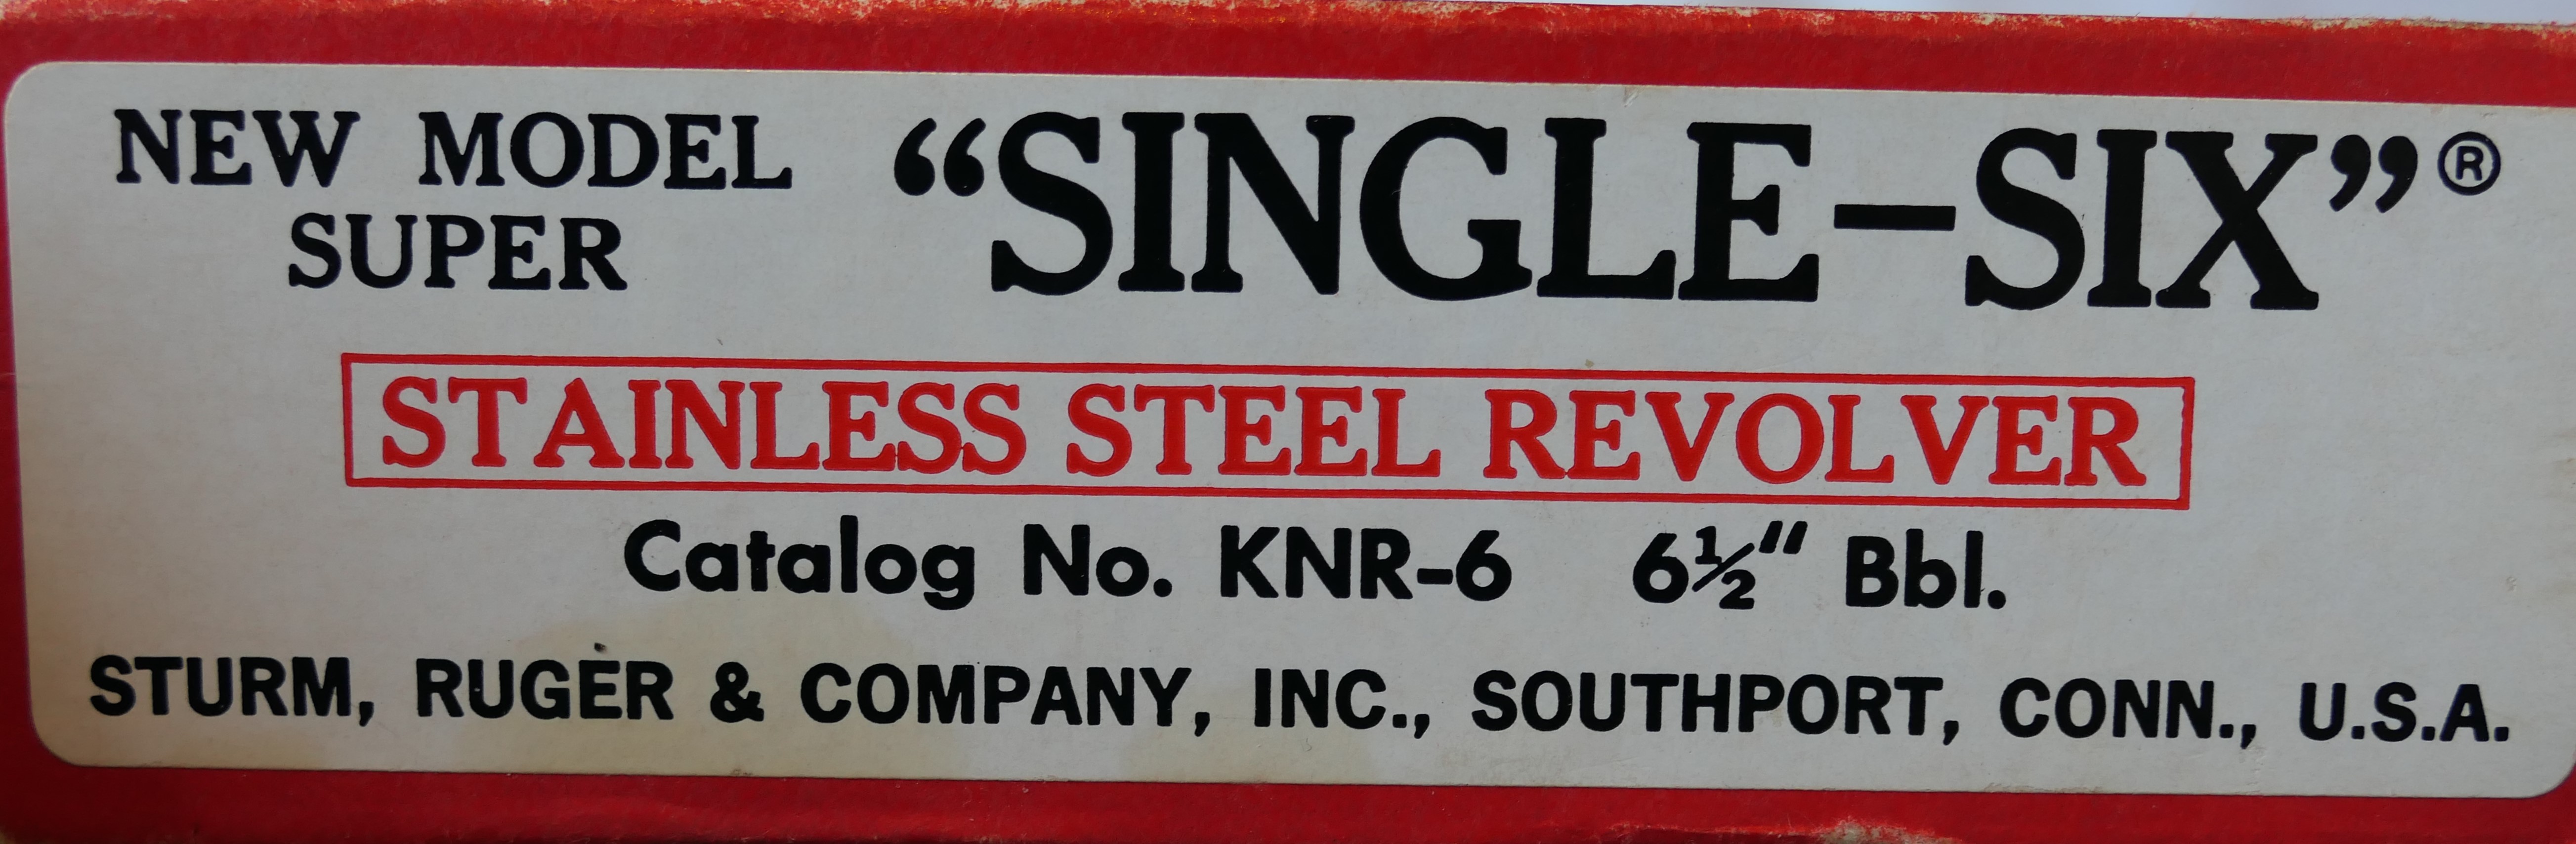 NEW MODEL SUPER “SINGLE-SIX”®
STAINLESS STEEL REVOLVER
Catalog No. KNR-6 6½" Bbl.
STURM, RUGER & COMPANY, INC., SOUTHPORT, CONN., U.S.A.